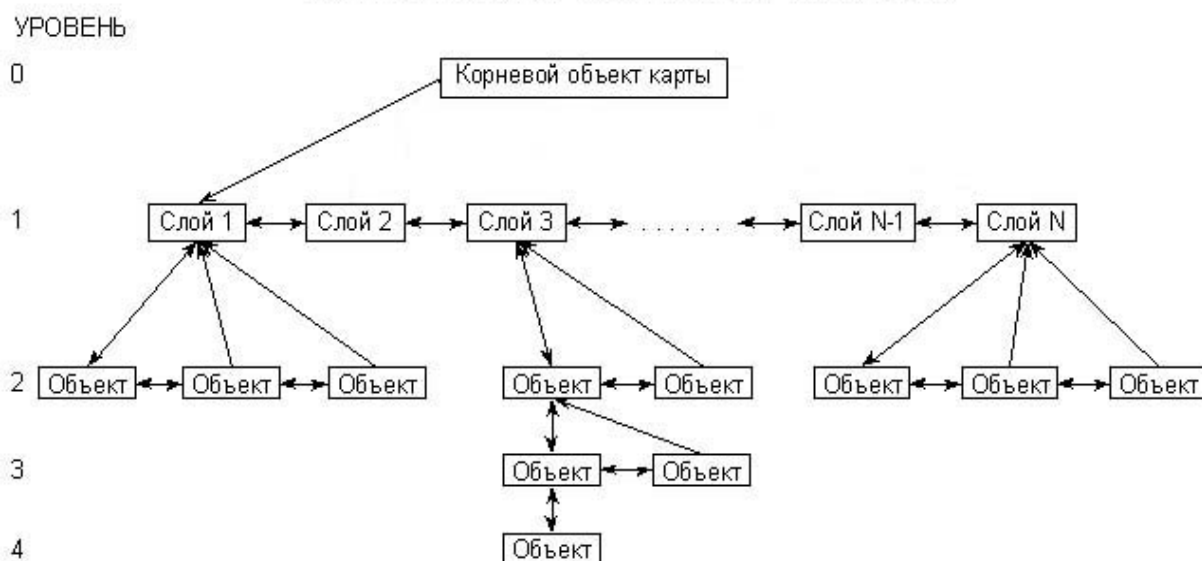 УРОВЕНЬ
0 Корневой объект карты
1 Слой 1 Слой 2 Слой 3 . . . . . . Слой N-1 Слой N
2 Объект Объект Объект Объект Объект Объект Объект Объект
3 Объект Объект
4 Объект